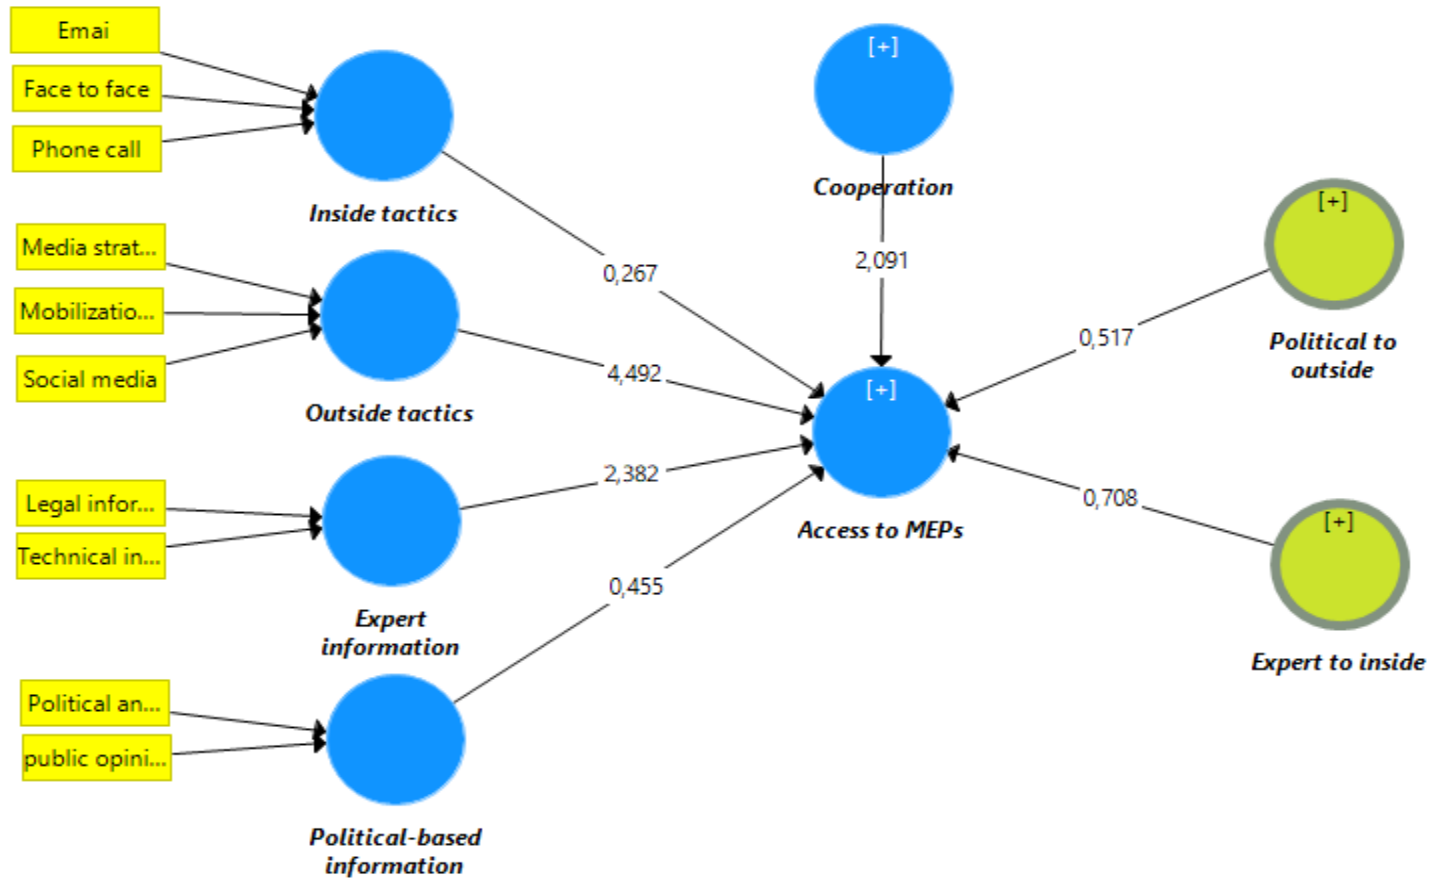 Emai
Face to face
Phone call
Inside tactics
Media strat...
Mobilizatio...
Social media
Outside tactics
Legal infor...
Technical in...
Expert
information
Political an...
public opini...
Political-based
information
[+]
Cooperation
0,267
2,091
4,492
2,382
0,455
[+]
Access to MEPs
0,517
0,708
[+]
Political to
outside
[+]
Expert to inside